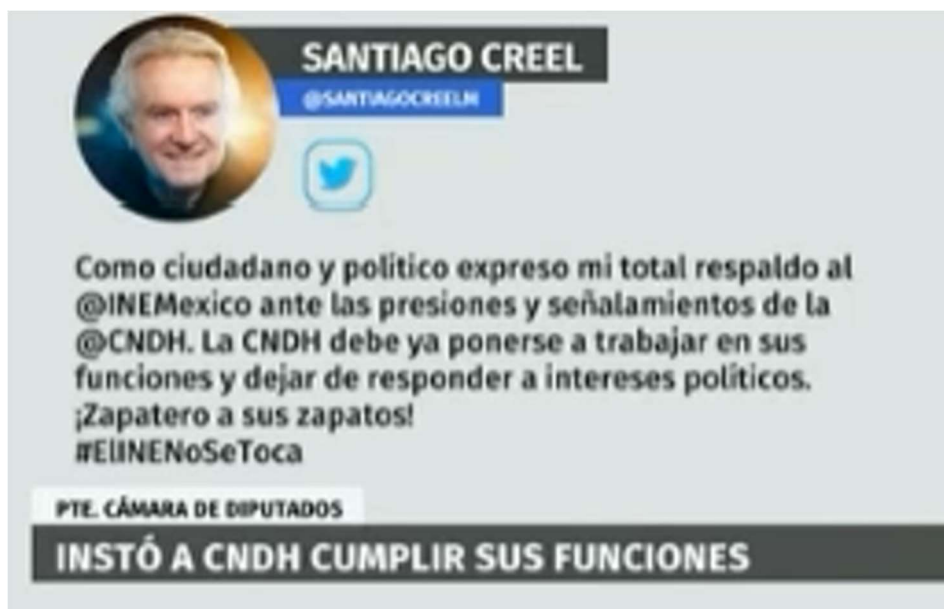 SANTIAGO CREEL
@SANTIAGOCREELM
Como ciudadano y político expreso mi total respaldo al
@INEMexico ante las presiones y señalamientos de la
@CNDH. La CNDH debe ya ponerse a trabajar en sus
funciones y dejar de responder a intereses políticos.
¡Zapatero a sus zapatos!
#ElINENoSeToca
PTE. CÁMARA DE DIPUTADOS
INSTÓ A CNDH CUMPLIR SUS FUNCIONES